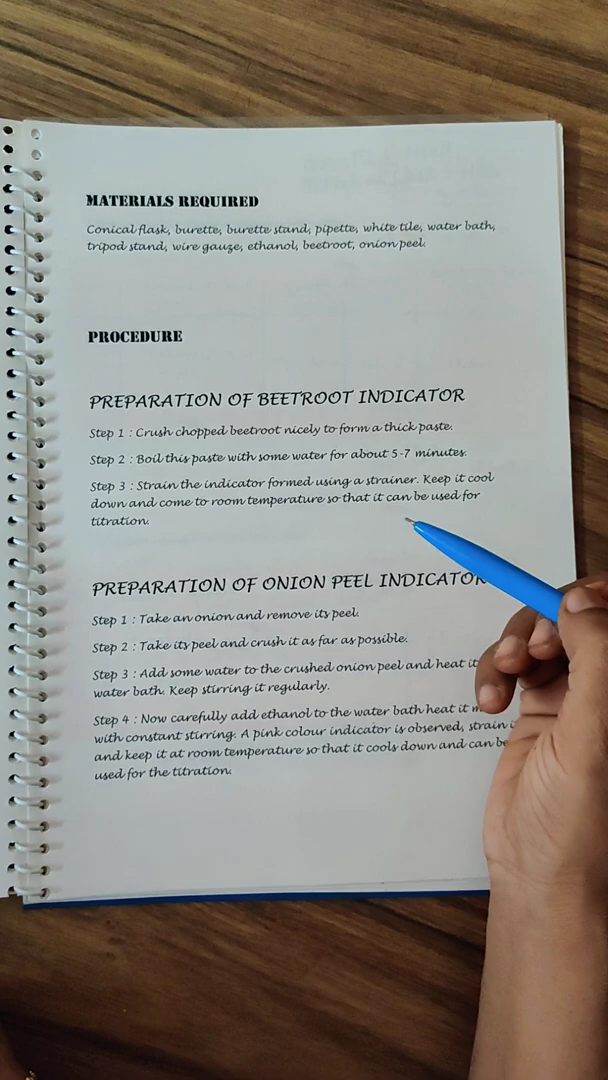 MATERIALS REQUIRED
Conical flask, burette, burette stand, pipette, white tile, water bath,
tripod stand, wire gauze, ethanol, beetroot, onion peel.
PROCEDURE
PREPARATION OF BEETROOT INDICATOR
Step 1 : Crush chopped beetroot nicely to form a thick paste.
Step 2 : Boil this paste with some water for about 5-7 minutes.
Step 3 : Strain the indicator formed using a strainer. Keep it cool
down and come to room temperature so that it can be used for
titration.
PREPARATION OF ONION PEEL INDICATOR
Step 1 : Take an onion and remove its peel.
Step 2 : Take its peel and crush it as far as possible.
Step 3 : Add some water to the crushed onion peel and heat it
water bath. Keep stirring it regularly.
Step 4 : Now carefully add ethanol to the water bath heat it
with constant stirring. A pink colour indicator is observed, strain
and keep it at room temperature so that it cools down and can be
used for the titration.